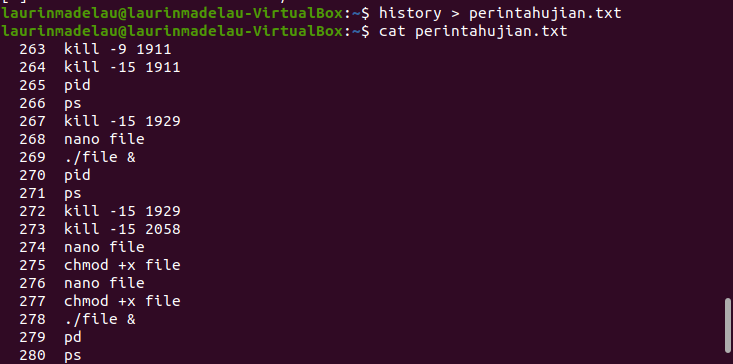 laurinmadelau@laurinmadelau-VirtualBox:~$ history > perintahujian.txt
laurinmadelau@laurinmadelau-VirtualBox:~$ cat perintahujian.txt
263 kill -9 1911
264 kill -15 1911
265 pid
266 ps
267 kill -15 1929
268 nano file
269 ./file &
270 pid
271 ps
272 kill -15 1929
273 kill -15 2058
274 nano file
275 chmod +x file
276 nano file
277 chmod +x file
278 ./file &
279 pd
280 ps